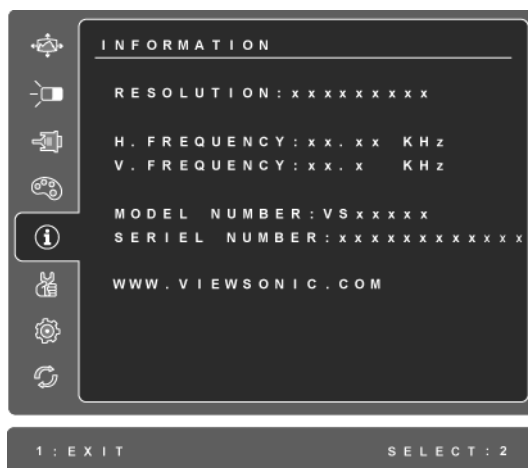 INFORMATION
RESOLUTION:xxxxxxxxx
H.FREQUENCY:xx.xx KHz
V.FREQUENCY:xx.x KHz
MODEL NUMBER:VSxxxxx
SERIEL NUMBER:xxxxxxxxxxxx
WWW.VIEWSONIC.COM
1:EXIT SELECT:2